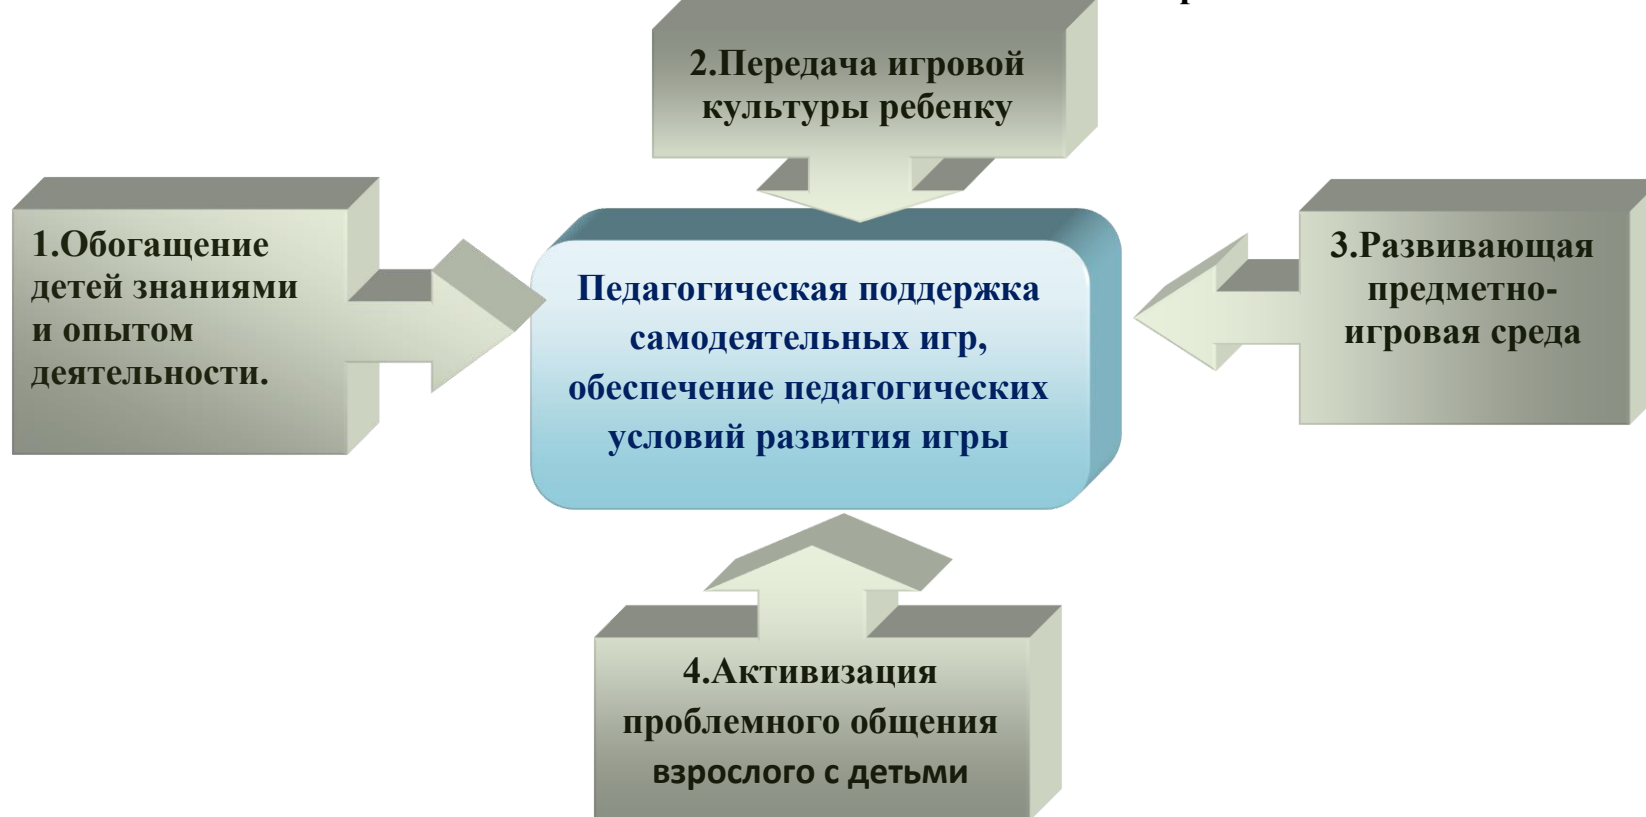 2.Передача игровой
культуры ребенку
1.Обогащение
детей знаниями
и опытом
деятельности.
Педагогическая поддержка
самодеятельных игр,
обеспечение педагогических
условий развития игры
3.Развивающая
предметно-
игровая среда
4.Активизация
проблемного общения
взрослого с детьми